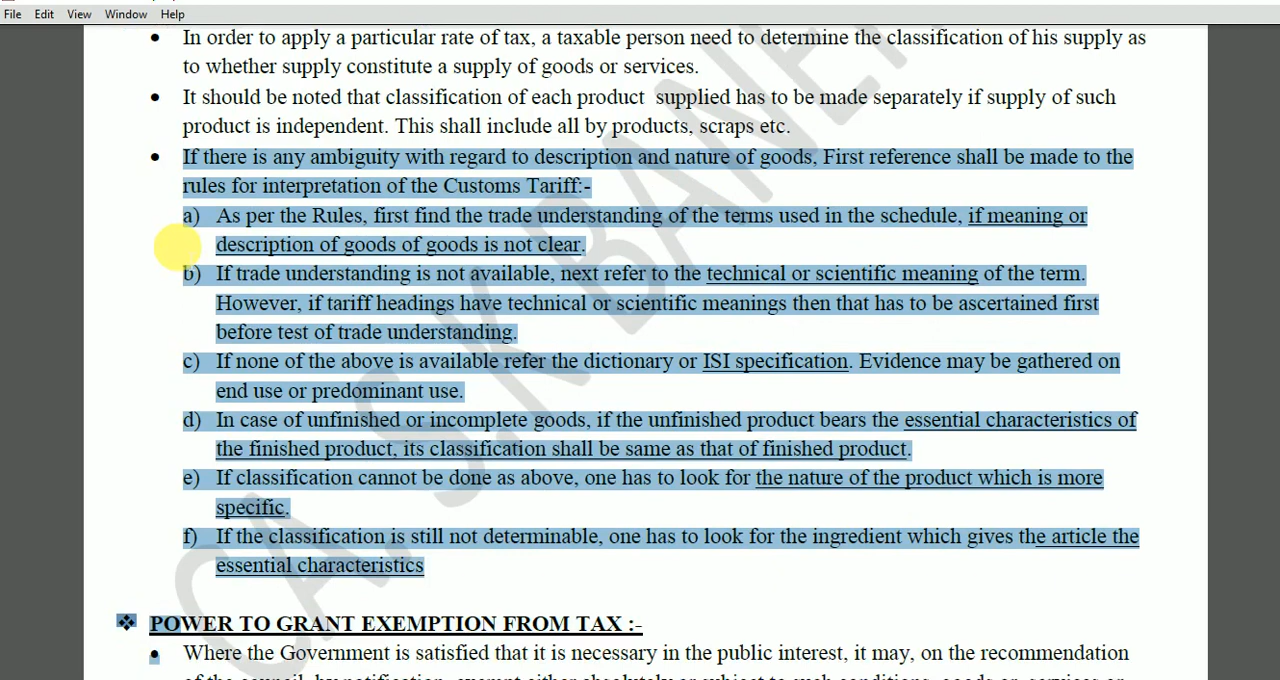 File Edit View Window Help
• In order to apply a particular rate of tax, a taxable person need to determine the classification of his supply as
to whether supply constitute a supply of goods or services.
• It should be noted that classification of each product supplied has to be made separately if supply of such
product is independent. This shall include all by products, scraps etc.
• If there is any ambiguity with regard to description and nature of goods, First reference shall be made to the
rules for interpretation of the Customs Tariff:-
a) As per the Rules, first find the trade understanding of the terms used in the schedule, if meaning or
description of goods of goods is not clear.
b) If trade understanding is not available, next refer to the technical or scientific meaning of the term.
However, if tariff headings have technical or scientific meanings then that has to be ascertained first
before test of trade understanding.
c) If none of the above is available refer the dictionary or ISI specification. Evidence may be gathered on
end use or predominant use.
d) In case of unfinished or incomplete goods, if the unfinished product bears the essential characteristics of
the finished product, its classification shall be same as that of finished product.
e) If classification cannot be done as above, one has to look for the nature of the product which is more
specific.
f) If the classification is still not determinable, one has to look for the ingredient which gives the article the
essential characteristics
❖ POWER TO GRANT EXEMPTION FROM TAX :-
• Where the Government is satisfied that it is necessary in the public interest, it may, on the recommendation
CA. S.K BANER